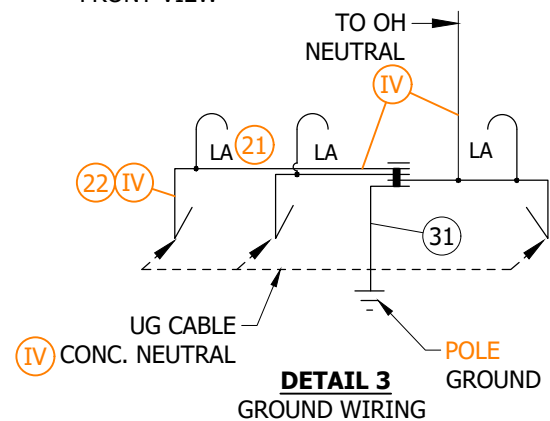 FRONT VIEW
TO OH
NEUTRAL
IV
LA 21 LA LA
22 IV
31
UG CABLE
IV CONC. NEUTRAL
POLE
GROUND
DETAIL 3
GROUND WIRING